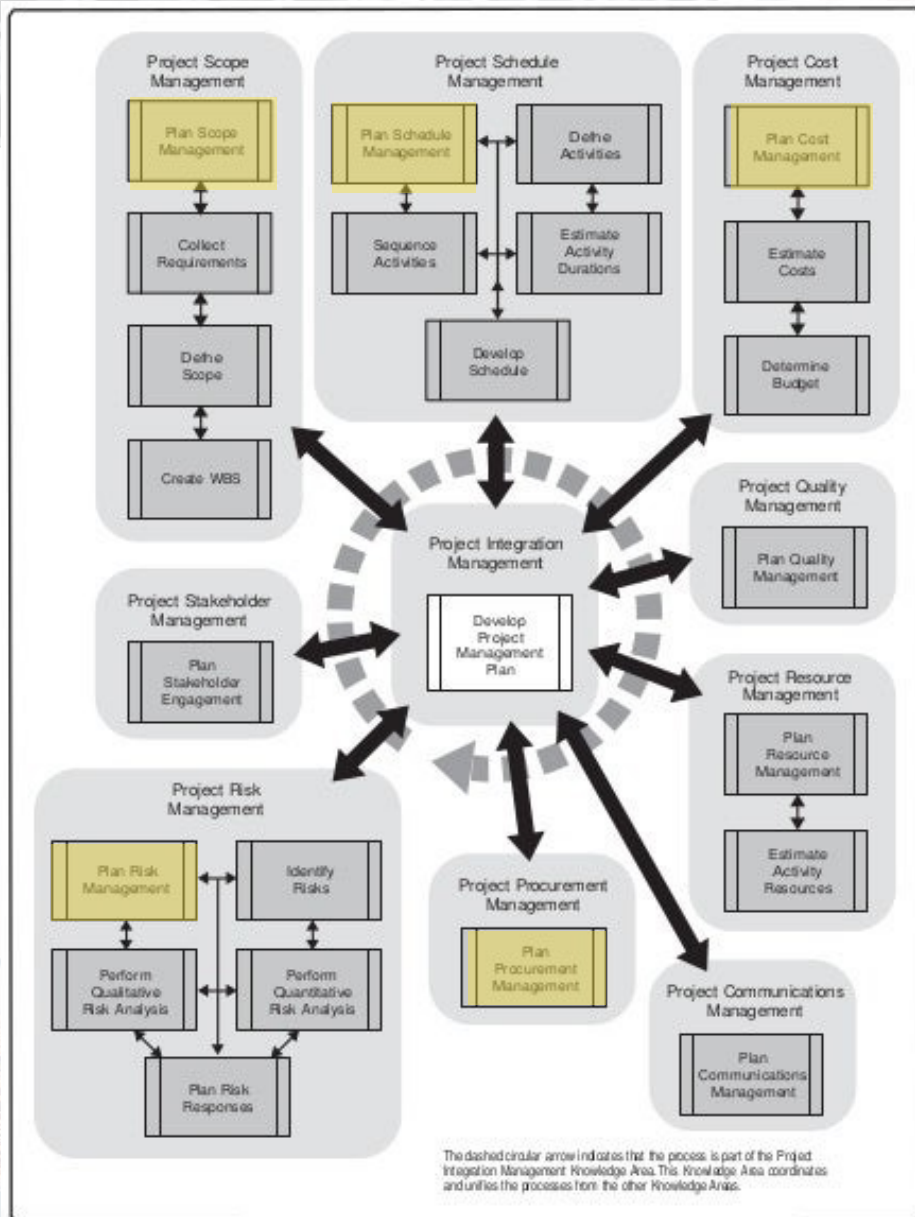 Project Scope
Management
Plan Scope
Management
Collect
Requirements
Define
Scope
Create WBS
Project Schedule
Management
Plan Schedule
Management
Define
Activities
Sequence
Activities
Estimate
Activity
Durations
Develop
Schedule
Project Cost
Management
Plan Cost
Management
Estimate
Costs
Determine
Budget
Project Quality
Management
Plan Quality
Management
Project Integration
Management
Develop
Project
Management
Plan
Project Stakeholder
Management
Plan
Stakeholder
Engagement
Project Resource
Management
Plan
Resource
Management
Estimate
Activity
Resources
Project Risk
Management
Plan Risk
Management
Identify
Risks
Perform
Qualitative
Risk Analysis
Perform
Quantitative
Risk Analysis
Plan Risk
Responses
Project Procurement
Management
Plan
Procurement
Management
Project Communications
Management
Plan
Communications
Management
The dashed circular arrow indicates that the process is part of the Project
Integration Management Knowledge Area. This Knowledge Area coordinates
and unifies the processes from the other Knowledge Areas.